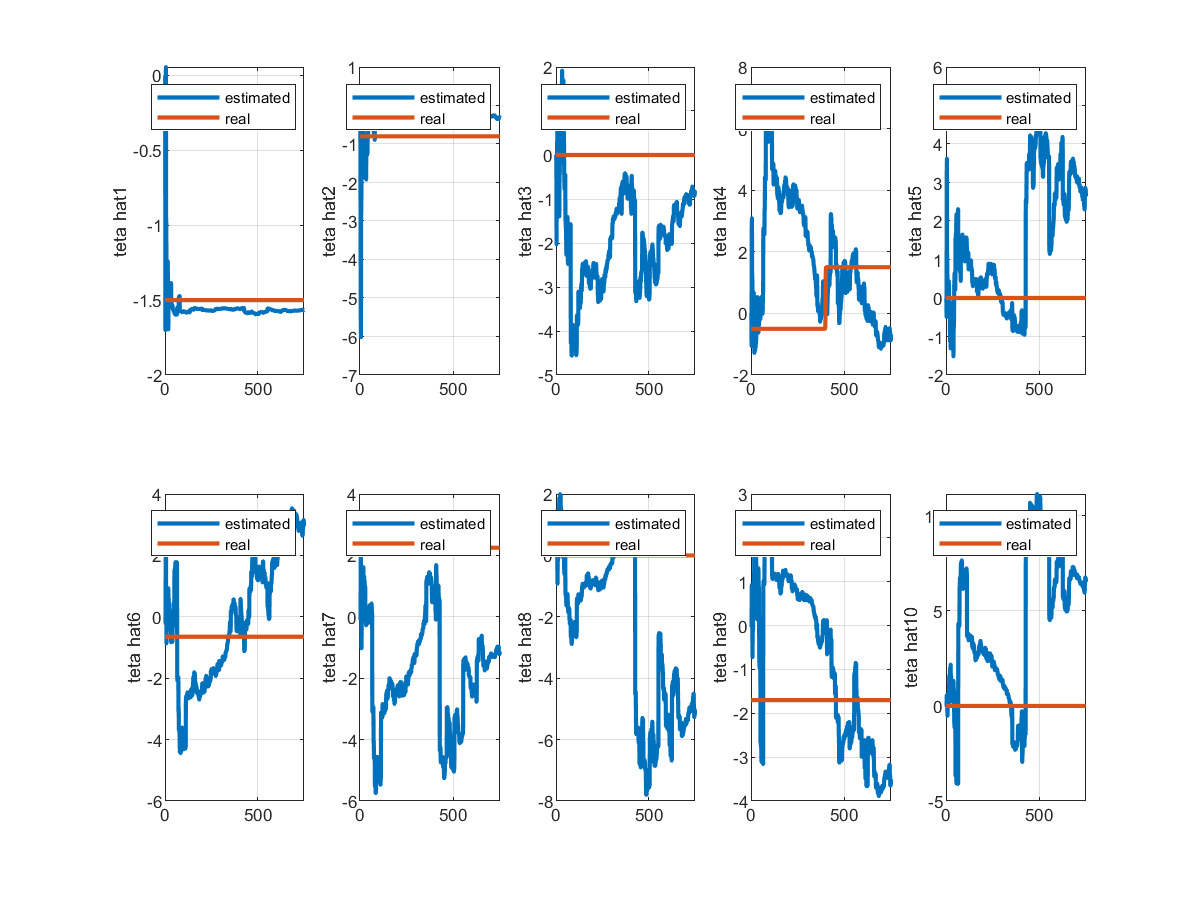 0
-0.5
-1
-1.5
-2
0
500
teta hat1
estimated
real
1
-1
-2
-3
-4
-5
-6
-7
0
500
teta hat2
estimated
real
2
0
-1
-2
-3
-4
-5
0
500
teta hat3
estimated
real
8
6
4
2
0
-2
0
500
teta hat4
estimated
real
6
4
3
2
1
0
-1
-2
0
500
teta hat5
estimated
real
4
2
0
-2
-4
-6
0
500
teta hat6
estimated
real
4
2
0
-2
-4
-6
0
500
teta hat7
estimated
real
2
0
-2
-4
-6
-8
0
500
teta hat8
estimated
real
3
2
1
0
-1
-2
-3
-4
0
500
teta hat9
estimated
real
1
5
0
-5
0
500
teta hat10
estimated
real